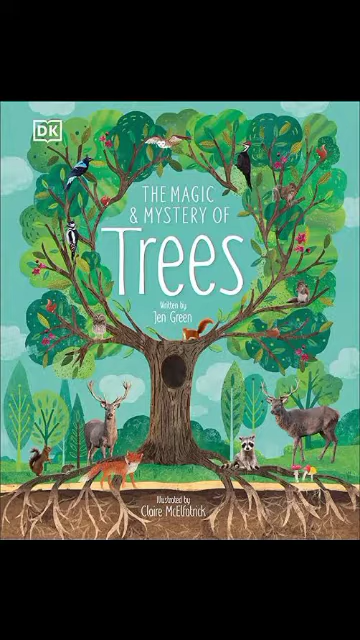 DK
THE MAGIC
& MYSTERY OF
Trees
Written by
Jen Green
Illustrated by
Claire McElfatrick